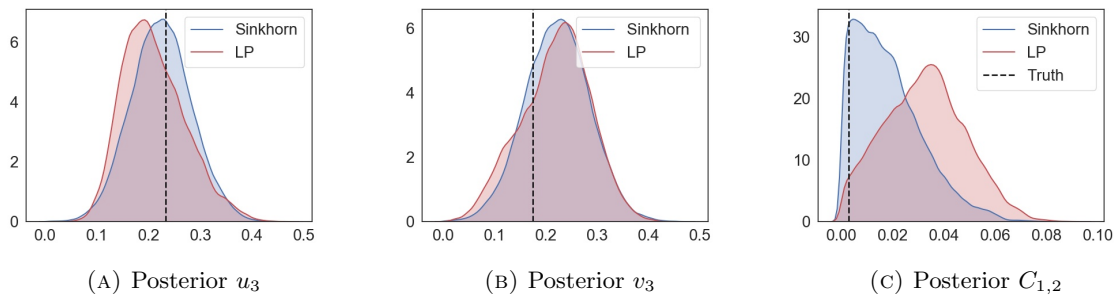 6
4
2
0
0.0 0.1 0.2 0.3 0.4 0.5
Sinkhorn
LP
(A) Posterior u₃
6
4
2
0
0.0 0.1 0.2 0.3 0.4 0.5
Sinkhorn
LP
(B) Posterior v₃
30
20
10
0
0.00 0.02 0.04 0.06 0.08 0.10
Sinkhorn
LP
Truth
(C) Posterior C₁,₂